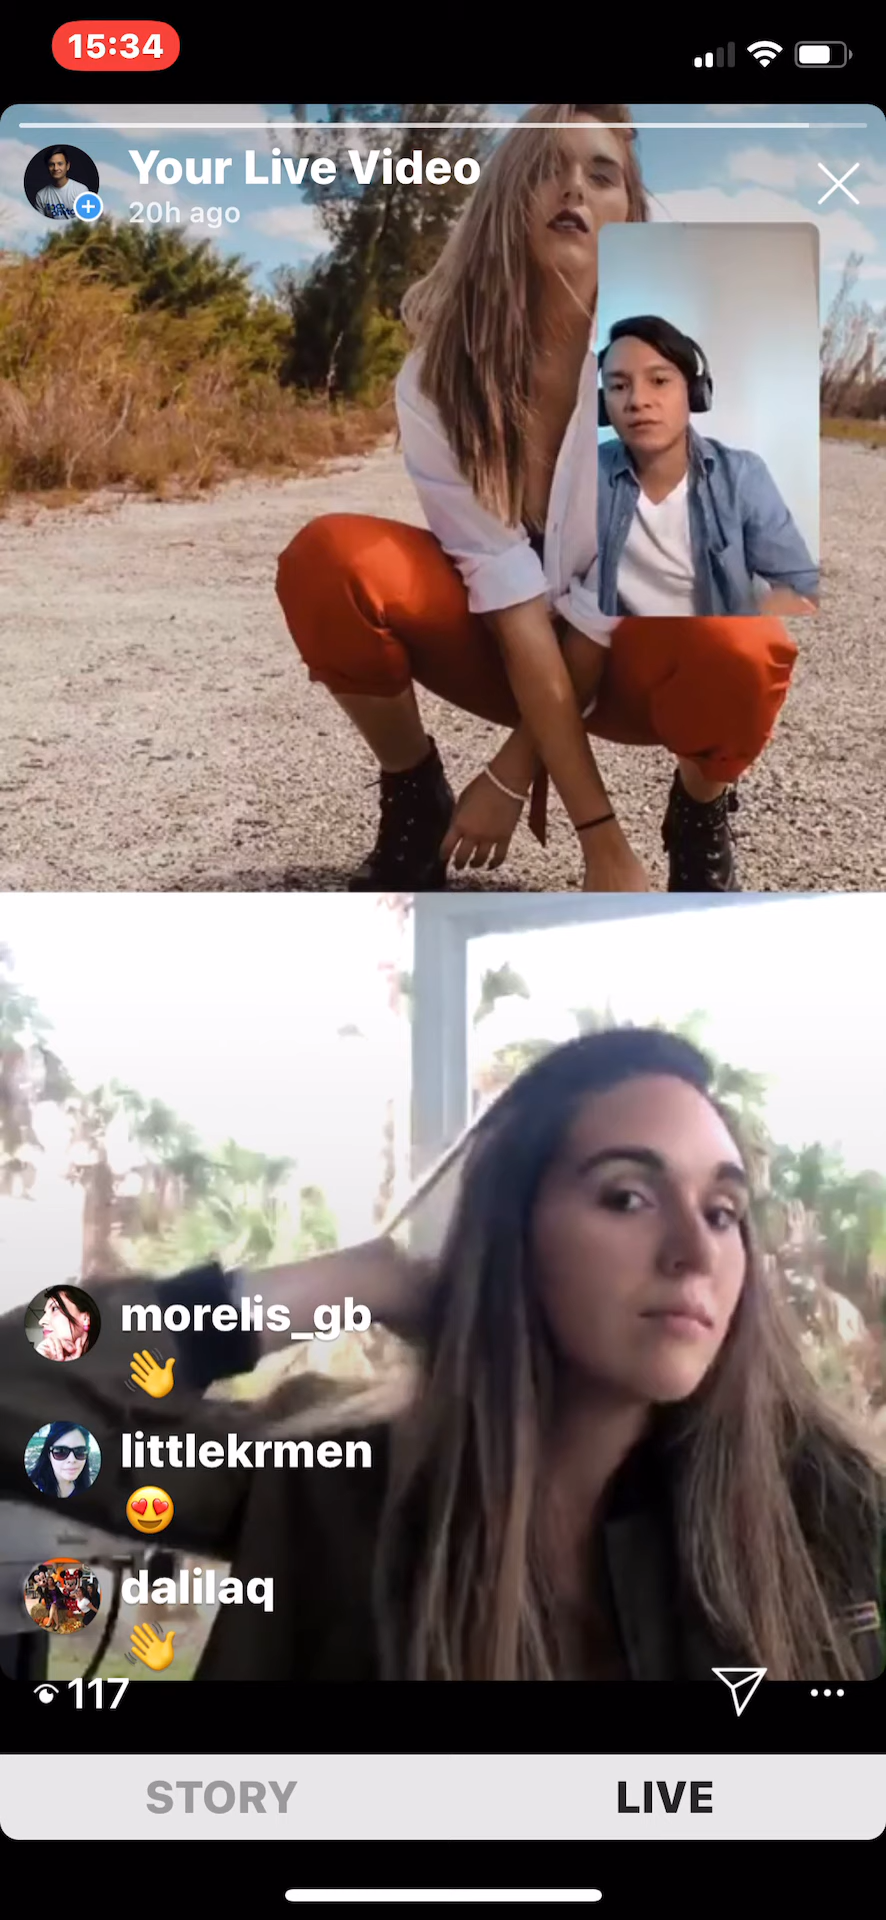 15:34
Your Live Video
20h ago
morelis_gb
👋
littlekrmen
😍
dalilaq
👋
117
STORY
LIVE